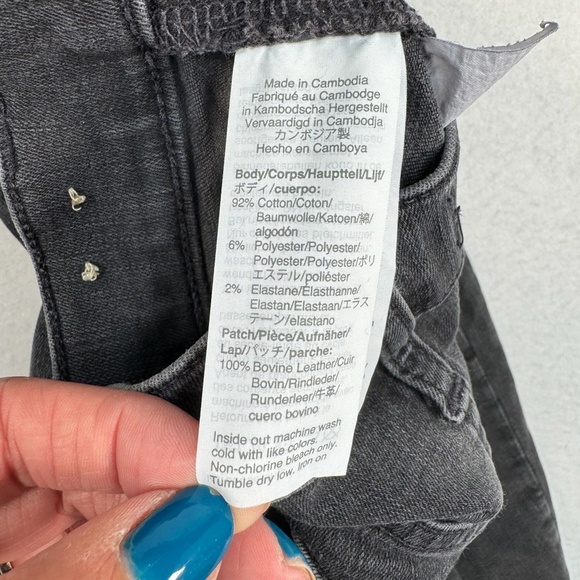 Made in Cambodia
Fabriqué au Cambodge
in Kambodscha Hergestellt
Vervaardigd in Cambodja
カンボジア製
Hecho en Camboya
Body/Corps/Haupttell/Lijf/
ボディ/cuerpo:
92% Cotton/Coton/
Baumwolle/Katoen/綿/
algodón
6% Polyester/Polyester/
Polyester/Polyester/ポリ
エステル/poliéster
2% Elastane/Élasthanne/
Elastan/Elastaan/エラス
テーン/elastano
Patch/Pièce/Aufnäher/
Lap/パッチ/parche:
100% Bovine Leather/Cuir
Bovin/Rindleder/
Runderleer/牛革/
cuero bovino
Inside out machine wash
cold with like colors.
Non-chlorine bleach only.
Tumble dry low. Iron on